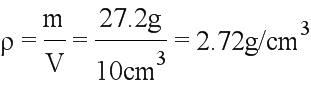 ρ = m/V = 27.2g/10cm³ = 2.72g/cm³